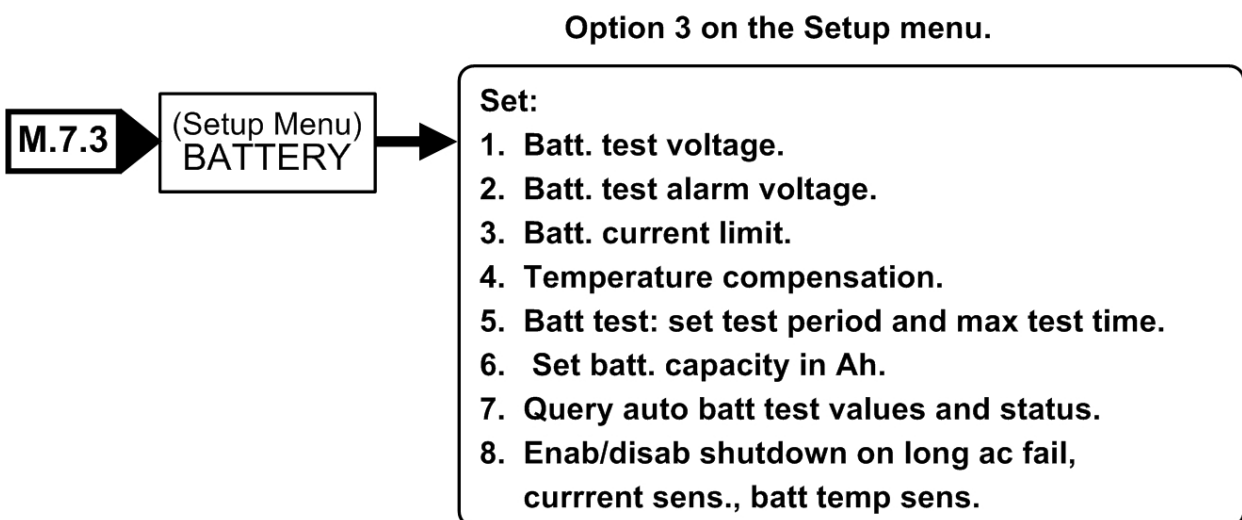 Option 3 on the Setup menu.
M.7.3
(Setup Menu)
BATTERY
Set:
1. Batt. test voltage.
2. Batt. test alarm voltage.
3. Batt. current limit.
4. Temperature compensation.
5. Batt test: set test period and max test time.
6. Set batt. capacity in Ah.
7. Query auto batt test values and status.
8. Enab/disab shutdown on long ac fail,
currrent sens., batt temp sens.